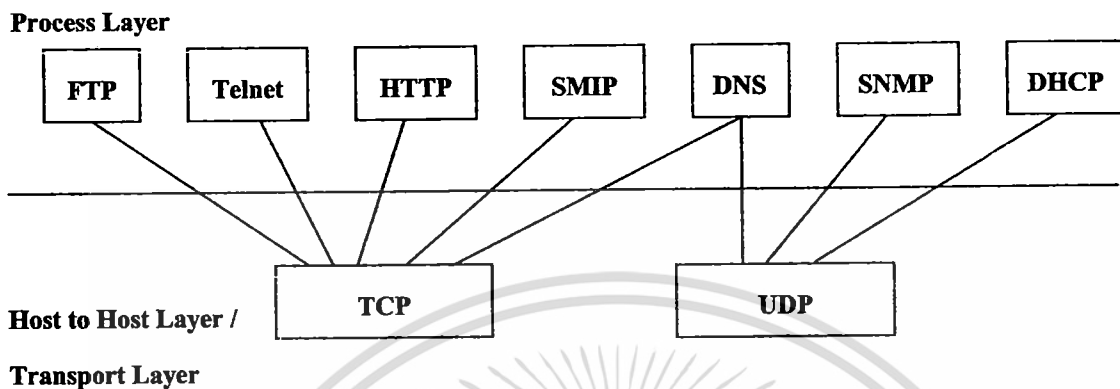 Process Layer
FTP Telnet HTTP SMIP DNS SNMP DHCP
TCP UDP
Host to Host Layer /
Transport Layer